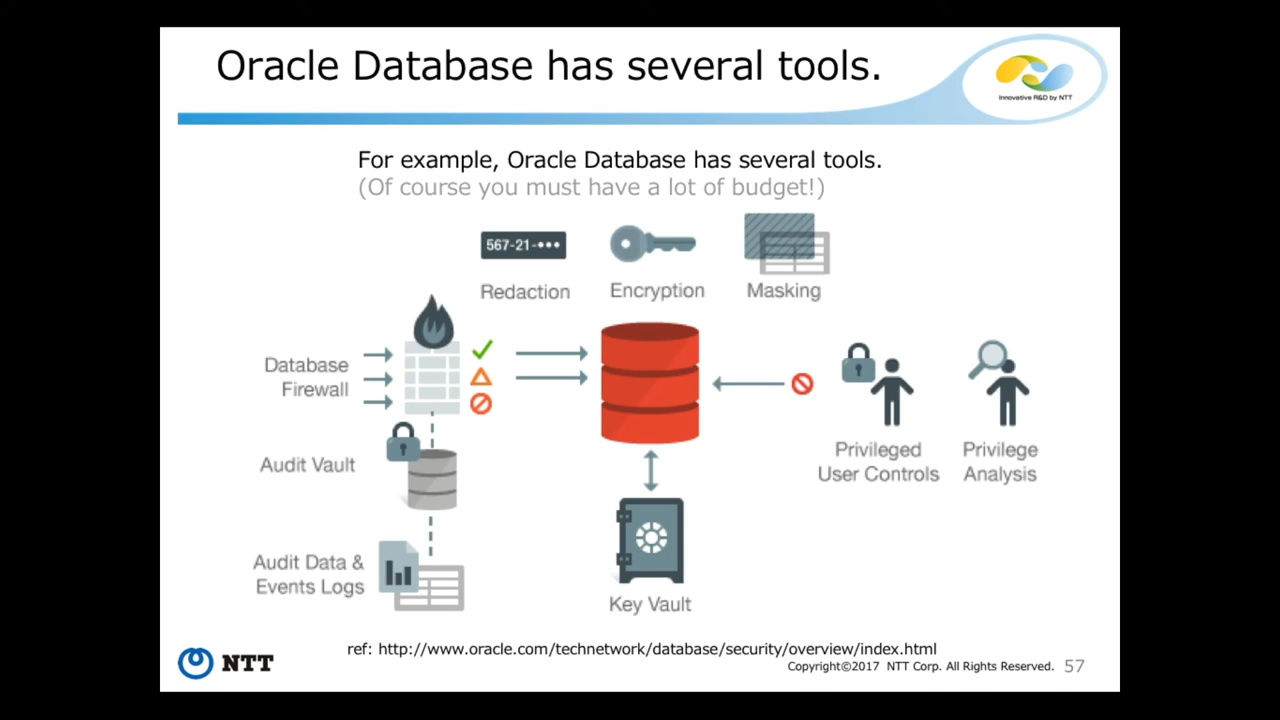 Oracle Database has several tools.
Innovative R&D by NTT
For example, Oracle Database has several tools.
(Of course you must have a lot of budget!)
567-21-•••
Redaction
Encryption
Masking
Database
Firewall
Audit Vault
Audit Data &
Events Logs
Key Vault
Privileged
User Controls
Privilege
Analysis
ref: http://www.oracle.com/technetwork/database/security/overview/index.html
NTT
Copyright©2017 NTT Corp. All Rights Reserved.
57